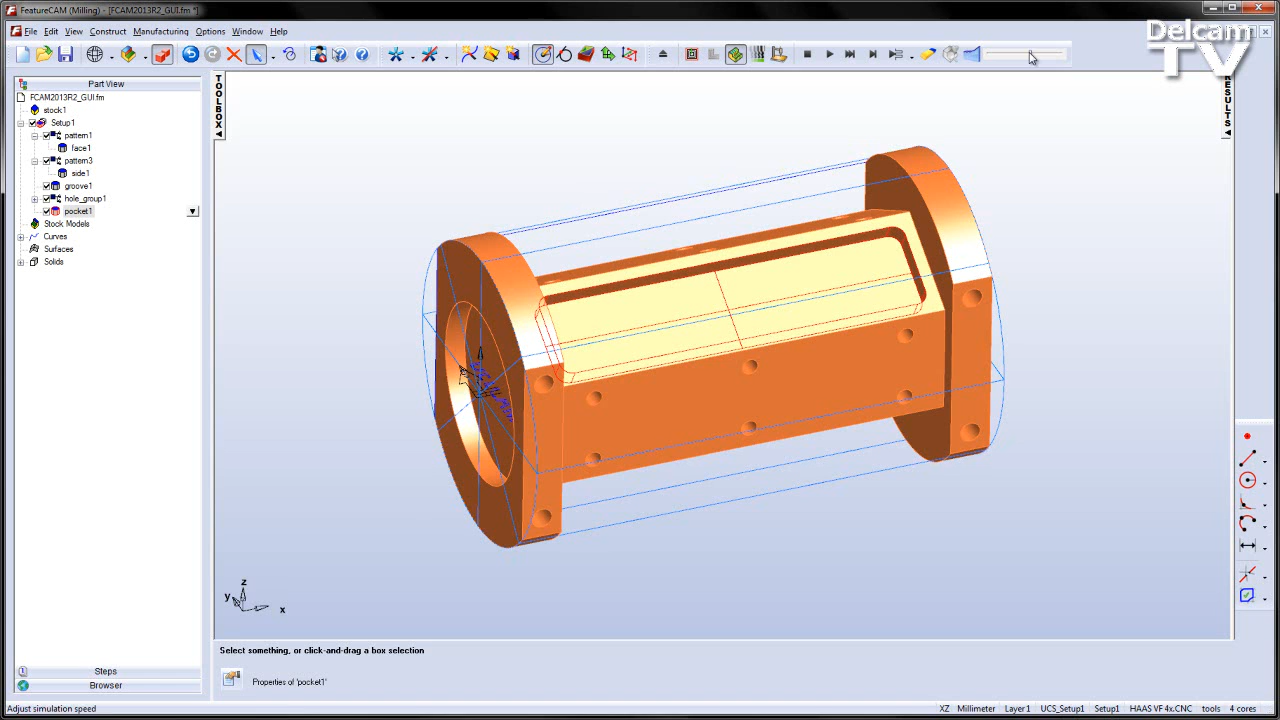 FeatureCAM (Milling) - [FCAM2013R2_GUI.fm *]
File Edit View Construct Manufacturing Options Window Help
Delcam
TV
Part View
FCAM2013R2_GUI.fm
stock1
Setup1
pattern1
face1
pattern3
side1
groove1
hole_group1
pocket1
Stock Models
Curves
Surfaces
Solids
TOOLBOX
RESULTS
z
y
x
Steps
Browser
Select something, or click-and-drag a box selection
Properties of 'pocket1'
Adjust simulation speed
XZ Millimeter Layer1 UCS_Setup1 Setup1 HAAS VF 4x.CNC tools 4 cores